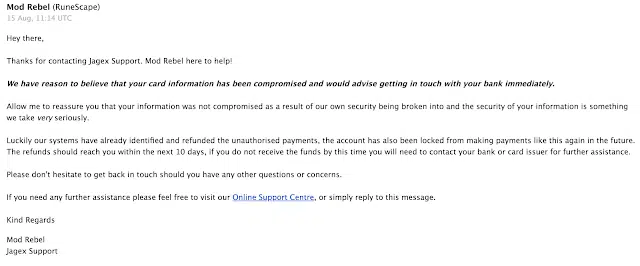 Mod Rebel (RuneScape)
15 Aug, 11:14 UTC
Hey there,
Thanks for contacting Jagex Support. Mod Rebel here to help!
We have reason to believe that your card information has been compromised and would advise getting in touch with your bank immediately.
Allow me to reassure you that your information was not compromised as a result of our own security being broken into and the security of your information is something
we take very seriously.
Luckily our systems have already identified and refunded the unauthorised payments, the account has also been locked from making payments like this again in the future.
The refunds should reach you within the next 10 days, if you do not receive the funds by this time you will need to contact your bank or card issuer for further assistance.
Please don't hesitate to get back in touch should you have any other questions or concerns.
If you need any further assistance please feel free to visit our Online Support Centre, or simply reply to this message.
Kind Regards
Mod Rebel
Jagex Support